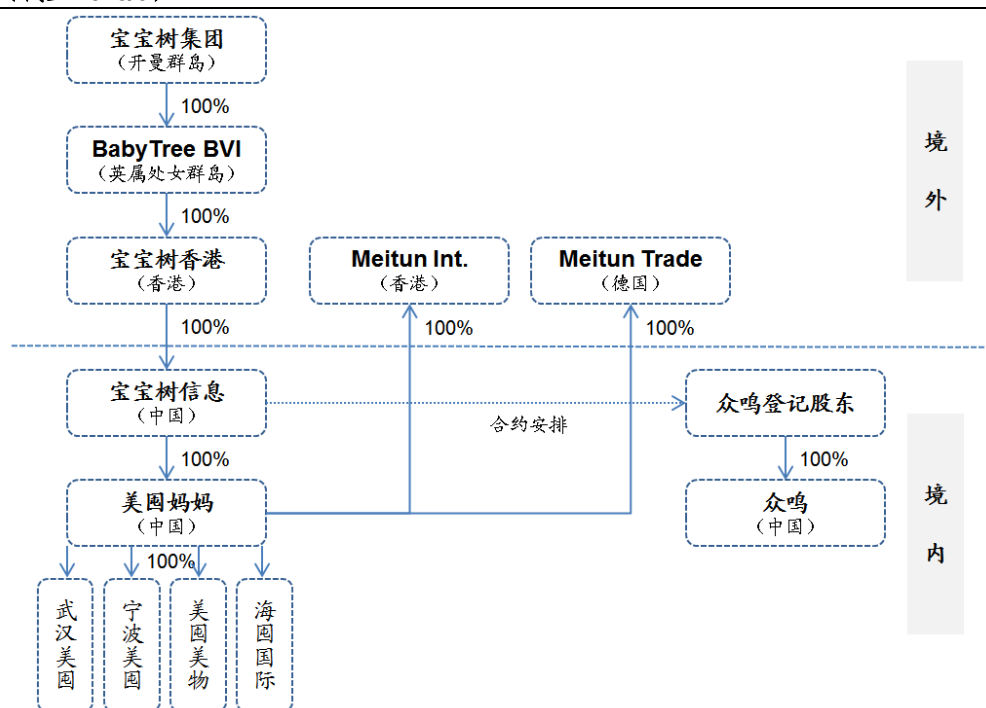 宝宝树集团
（开曼群岛）
100%
BabyTree BVI
（英属处女群岛）
100%
宝宝树香港
（香港）
Meitun Int.
（香港）
Meitun Trade
（德国）
境外
100%
100%
100%
宝宝树信息
（中国）
合约安排
众鸣登记股东
100%
100%
美囤妈妈
（中国）
众鸣
（中国）
境内
100%
武汉美囤
宁波美囤
美囤美物
海囤国际